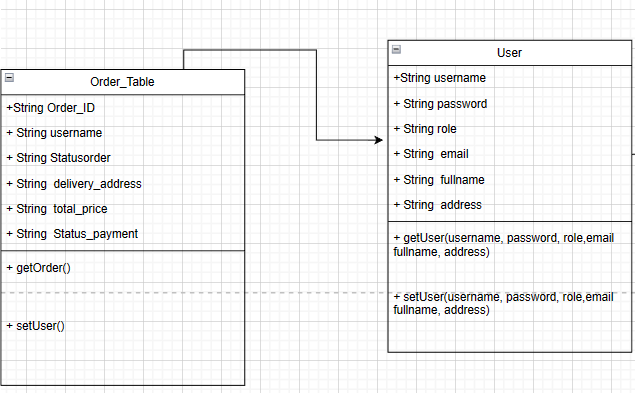 Order_Table
+String Order_ID
+ String username
+ String Statusorder
+ String delivery_address
+ String total_price
+ String Status_payment
+ getOrder()
+ setUser()
User
+String username
+ String password
+ String role
+ String email
+ String fullname
+ String address
+ getUser(username, password, role,email
fullname, address)
+ setUser(username, password, role,email
fullname, address)